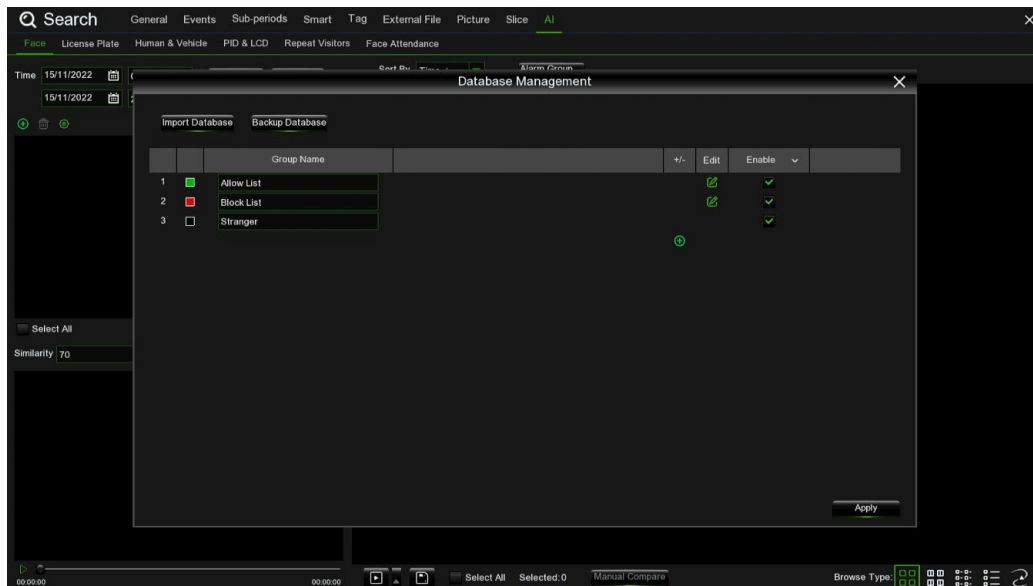 Search General Events Sub-periods Smart Tag External File Picture Slice AI
Face License Plate Human & Vehicle PID & LCD Repeat Visitors Face Attendance
Time 15/11/2022 Sort By Alarm Group
Database Management
15/11/2022
Import Database Backup Database
Group Name +/- Edit Enable
1 Allow List
2 Block List
3 Stranger
Select All
Similarity 70
Apply
00:00:00 00:00:00
Select All Selected:0 Manual Compare Browse Type: